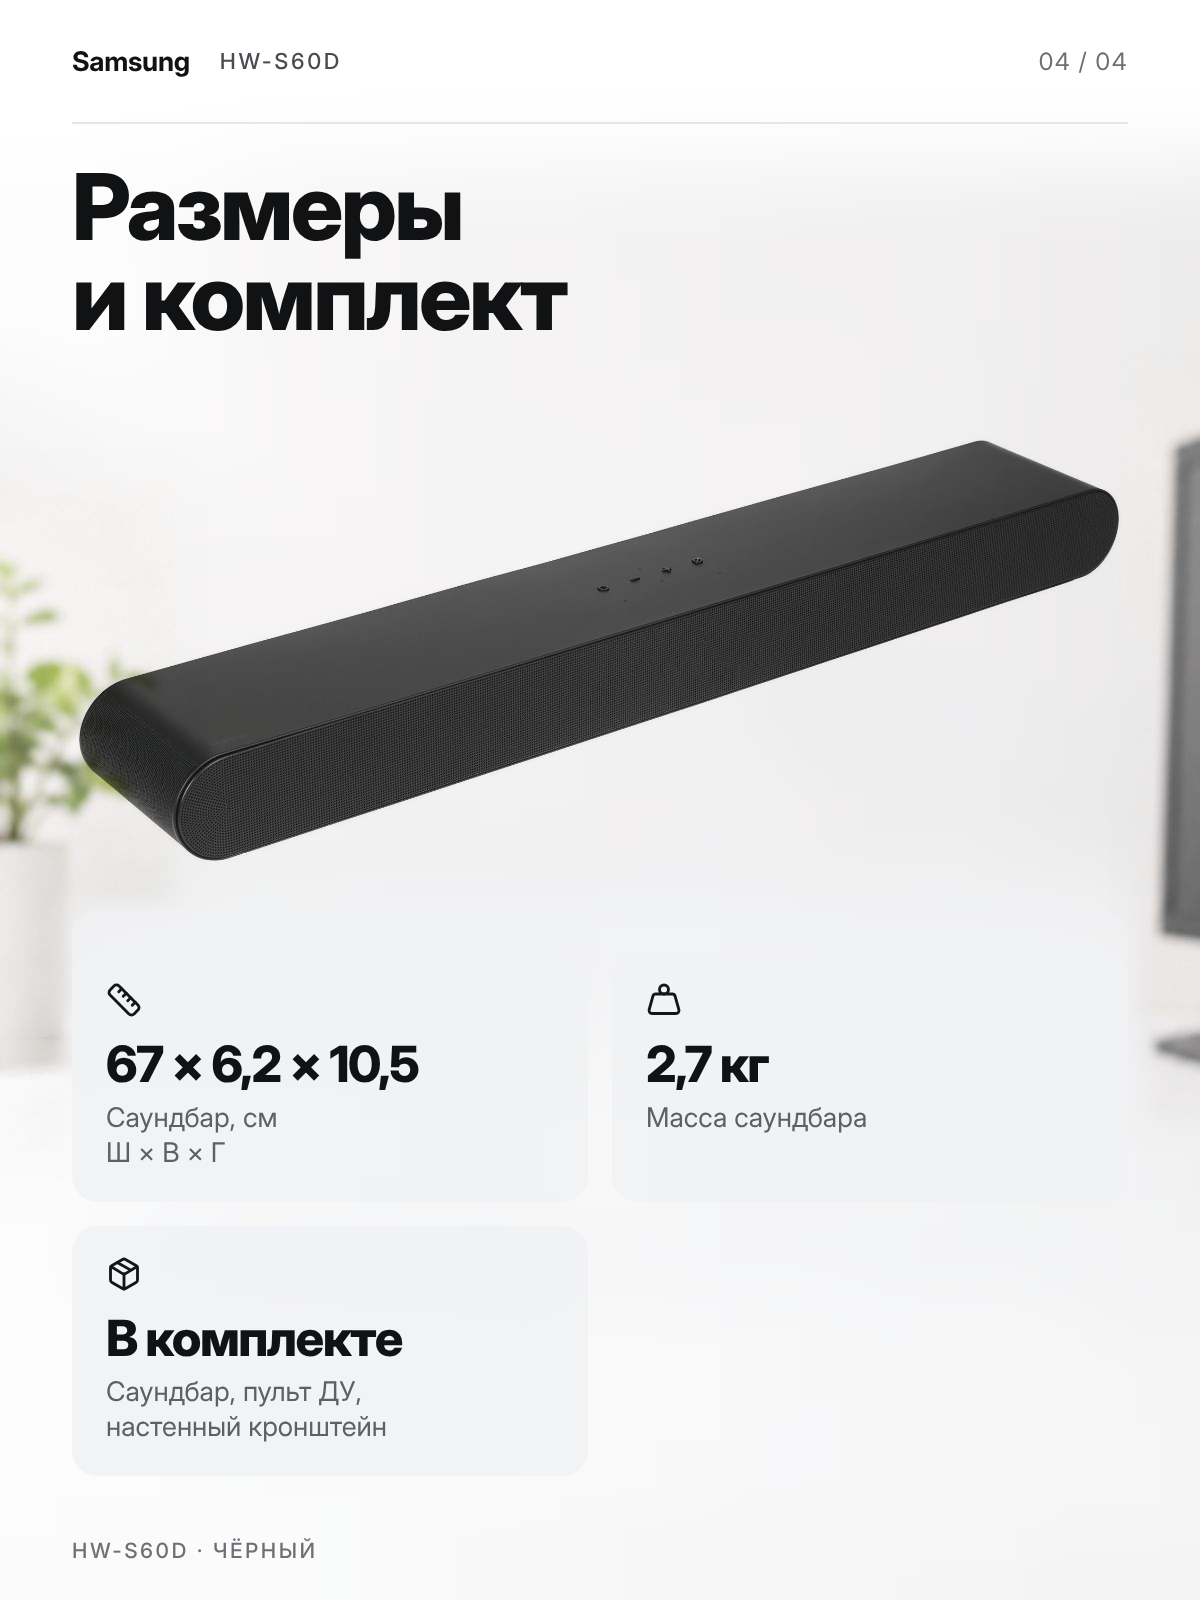 Samsung HW-S60D 04 / 04
Размеры
и комплект
67 × 6,2 × 10,5
Саундбар, см
Ш × В × Г
2,7 кг
Масса саундбара
В комплекте
Саундбар, пульт ДУ,
настенный кронштейн
HW-S60D · ЧЁРНЫЙ